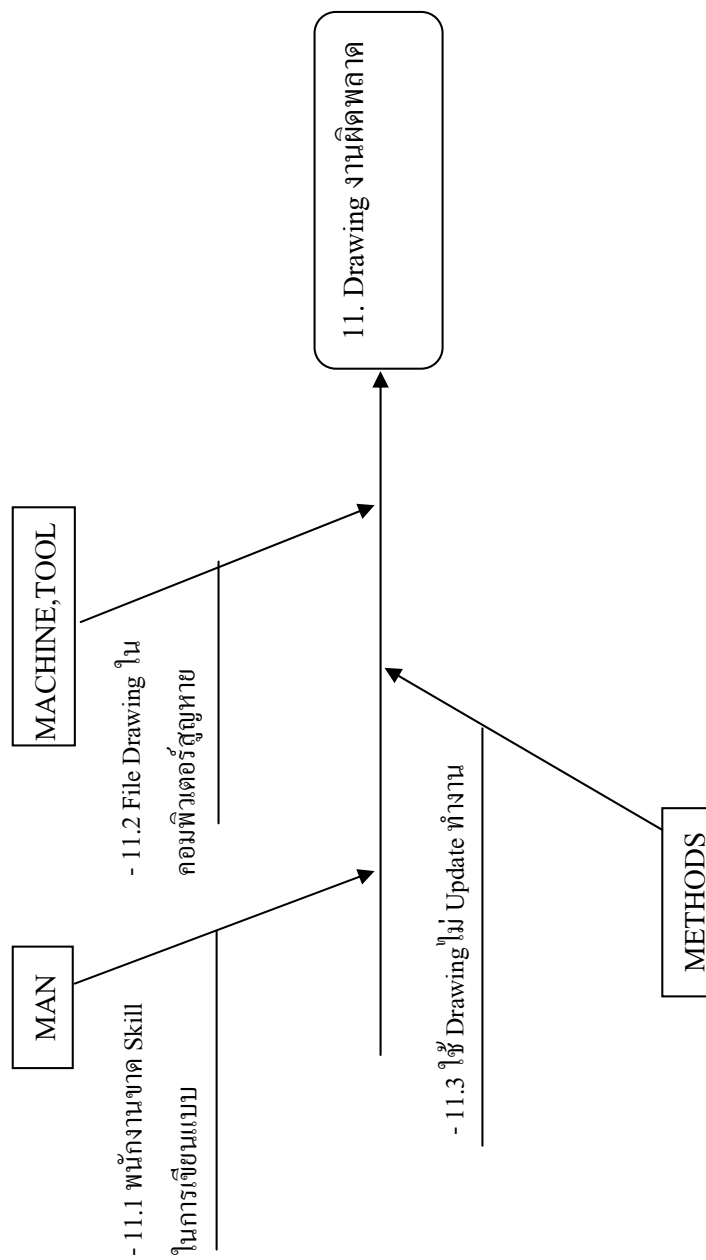 MAN
- 11.1 พนักงานขาด Skill
ในการเขียนแบบ
MACHINE,TOOL
- 11.2 File Drawing ใน
คอมพิวเตอร์สูญหาย
- 11.3 ใช้ Drawing ไม่ Update ทำงาน
METHODS
11. Drawing งานผิดพลาด